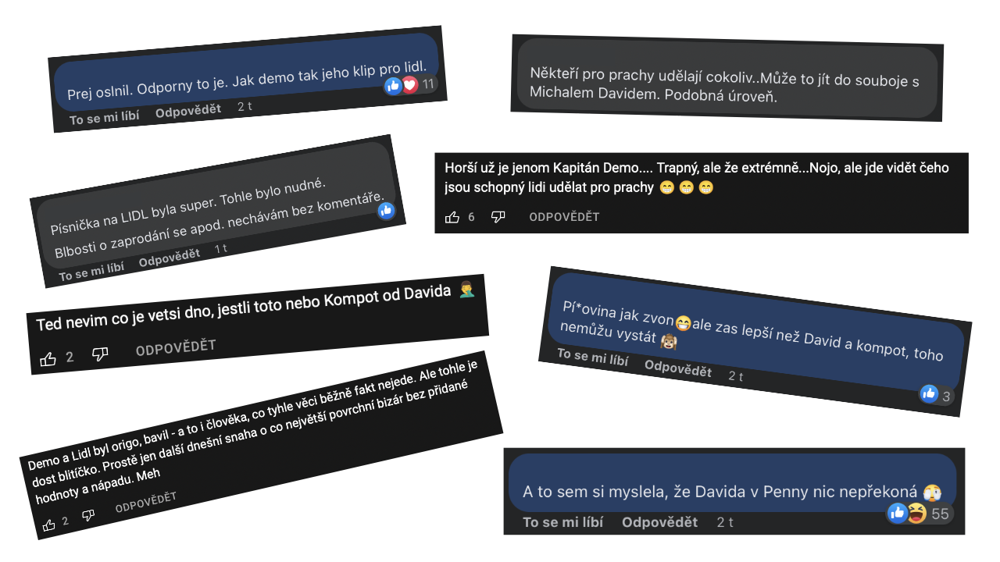 Prej oslnil. Odporny to je. Jak demo tak jeho klip pro lidl.
11
To se mi líbí Odpovědět 2 t
Někteří pro prachy udělají cokoliv..Může to jít do souboje s
Michalem Davidem. Podobná úroveň.
Písnička na LIDL byla super. Tohle bylo nudné.
Blbosti o zaprodání se apod. nechávám bez komentáře.
To se mi líbí Odpovědět 1 t
Horší už je jenom Kapitán Demo.... Trapný, ale že extrémně...Nojo, ale jde vidět čeho
jsou schopný lidi udělat pro prachy 😁 😁 😁
6 ODPOVĚDĚT
Ted nevim co je vetsi dno, jestli toto nebo Kompot od Davida 🤦‍♂️
2 ODPOVĚDĚT
Pí*ovina jak zvon😁ale zas lepší než David a kompot, toho
nemůžu vystát 🙉
To se mi líbí Odpovědět 2 t
3
Demo a Lidl byl origo, bavil - a to i člověka, co tyhle věci běžně fakt nejede. Ale tohle je
dost blitíčko. Prostě jen další dnešní snaha o co největší povrchní bizár bez přidané
hodnoty a nápadu. Meh
2 ODPOVĚDĚT
A to sem si myslela, že Davida v Penny nic nepřekoná 🫣
To se mi líbí Odpovědět 2 t
55